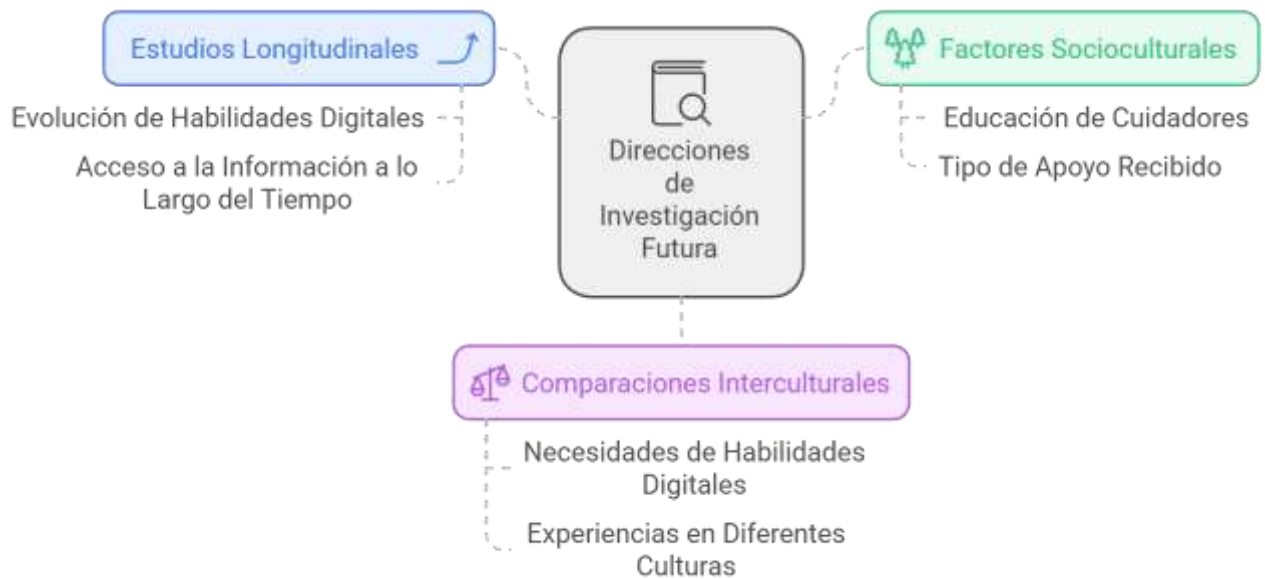 Estudios Longitudinales
Evolución de Habilidades Digitales
Acceso a la Información a lo
Largo del Tiempo
Direcciones
de
Investigación
Futura
Factores Socioculturales
Educación de Cuidadores
Tipo de Apoyo Recibido
Comparaciones Interculturales
Necesidades de Habilidades
Digitales
Experiencias en Diferentes
Culturas